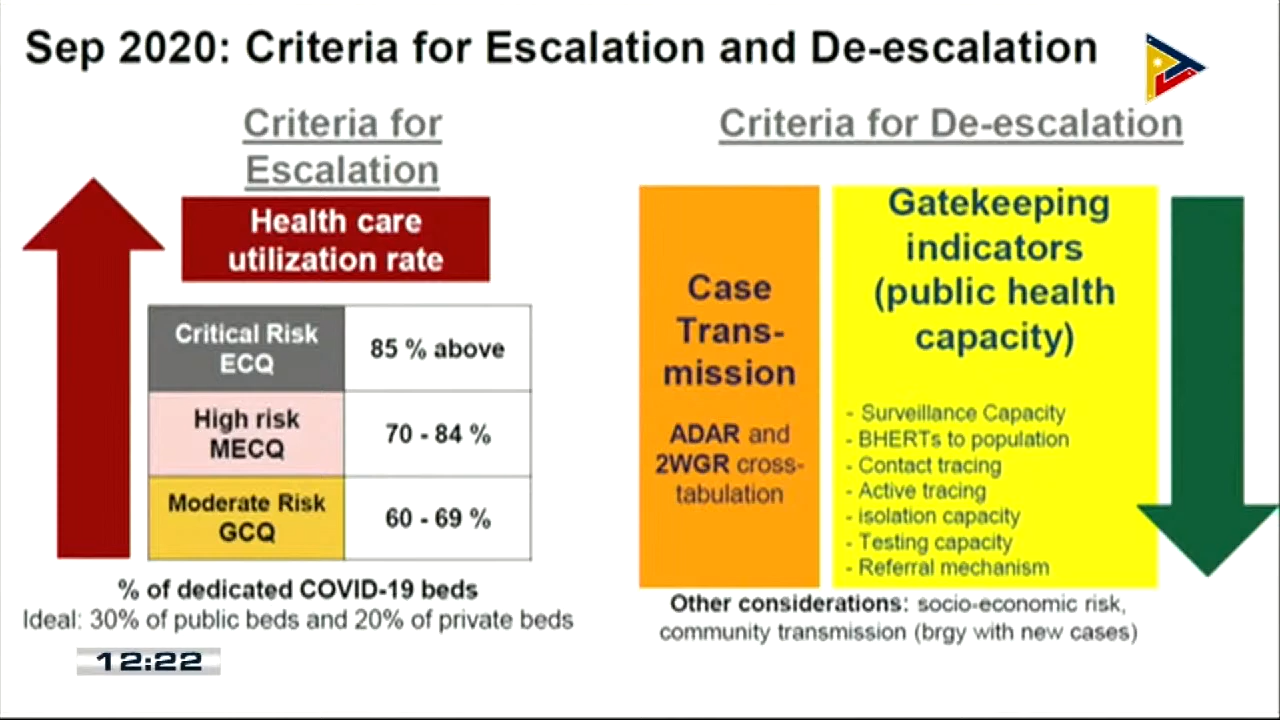 Sep 2020: Criteria for Escalation and De-escalation
Criteria for
Escalation
Health care
utilization rate
Critical Risk
ECQ
85 % above
High risk
MECQ
70 - 84 %
Moderate Risk
GCQ
60 - 69 %
% of dedicated COVID-19 beds
Ideal: 30% of public beds and 20% of private beds
12:22
Criteria for De-escalation
Case
Trans-
mission
ADAR and
2WGR cross-
tabulation
Gatekeeping
indicators
(public health
capacity)
- Surveillance Capacity
- BHERTs to population
- Contact tracing
- Active tracing
- isolation capacity
- Testing capacity
- Referral mechanism
Other considerations: socio-economic risk,
community transmission (brgy with new cases)